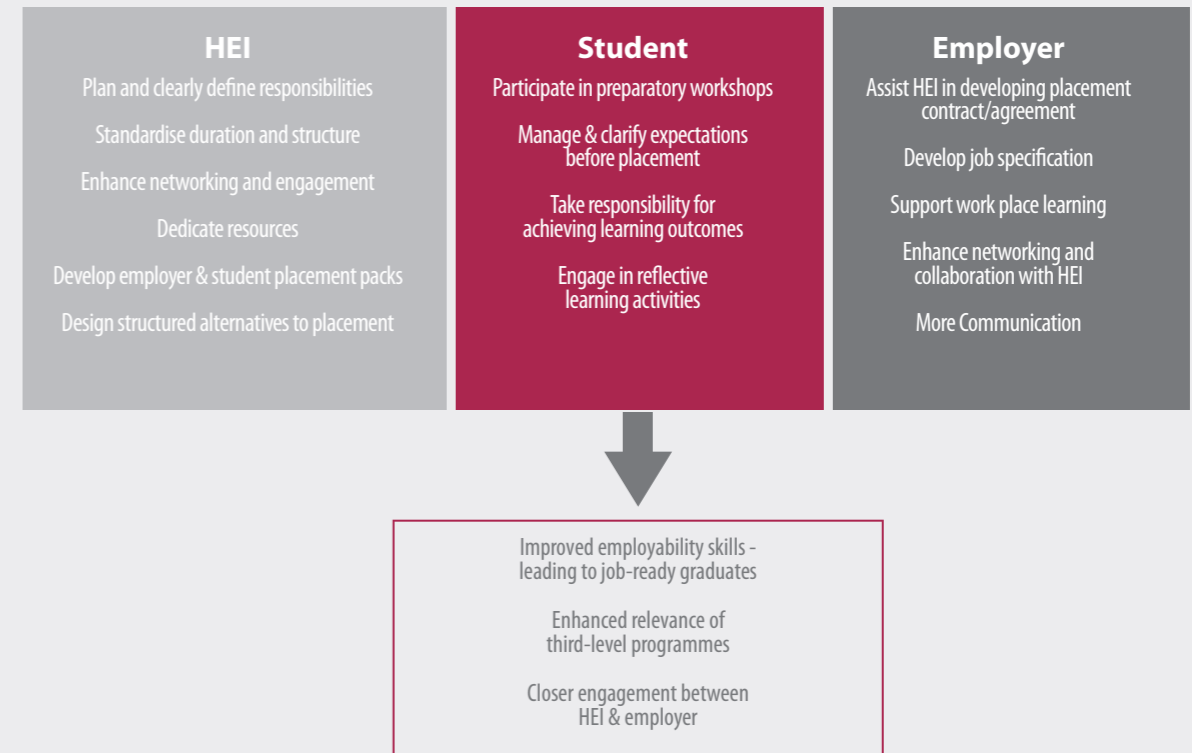 HEI
Plan and clearly define responsibilities
Standardise duration and structure
Enhance networking and engagement
Dedicate resources
Develop employer & student placement packs
Design structured alternatives to placement
Student
Participate in preparatory workshops
Manage & clarify expectations
before placement
Take responsibility for
achieving learning outcomes
Engage in reflective
learning activities
Employer
Assist HEI in developing placement
contract/agreement
Develop job specification
Support work place learning
Enhance networking and
collaboration with HEI
More Communication
Improved employability skills -
leading to job-ready graduates
Enhanced relevance of
third-level programmes
Closer engagement between
HEI & employer